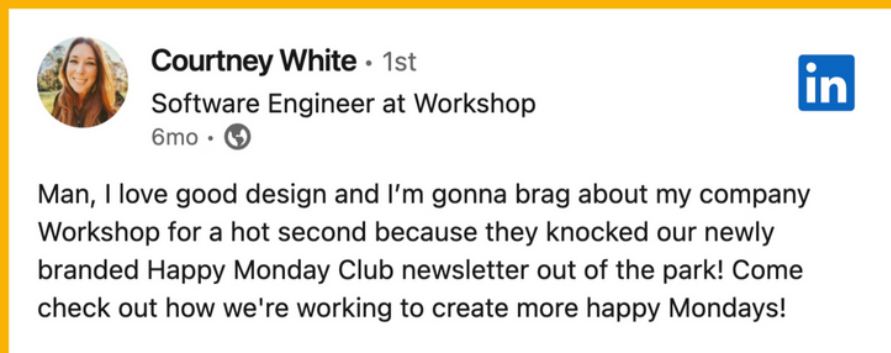 Courtney White • 1st
Software Engineer at Workshop
6mo •
in
Man, I love good design and I’m gonna brag about my company
Workshop for a hot second because they knocked our newly
branded Happy Monday Club newsletter out of the park! Come
check out how we're working to create more happy Mondays!